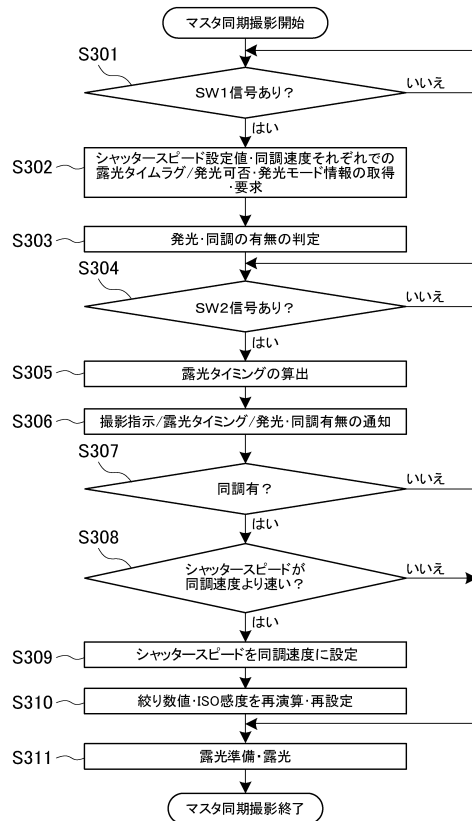 マスタ同期撮影開始
S301
SW1信号あり?
いいえ
はい
S302
シャッタースピード設定値・同調速度それぞれでの
露光タイムラグ/発光可否・発光モード情報の取得
・要求
S303
発光・同調の有無の判定
S304
SW2信号あり?
いいえ
はい
S305
露光タイミングの算出
S306
撮影指示/露光タイミング/発光・同調有無の通知
S307
同調有?
いいえ
はい
S308
シャッタースピードが
同調速度より速い?
いいえ
はい
S309
シャッタースピードを同調速度に設定
S310
絞り数値・ISO感度を再演算・再設定
S311
露光準備・露光
マスタ同期撮影終了